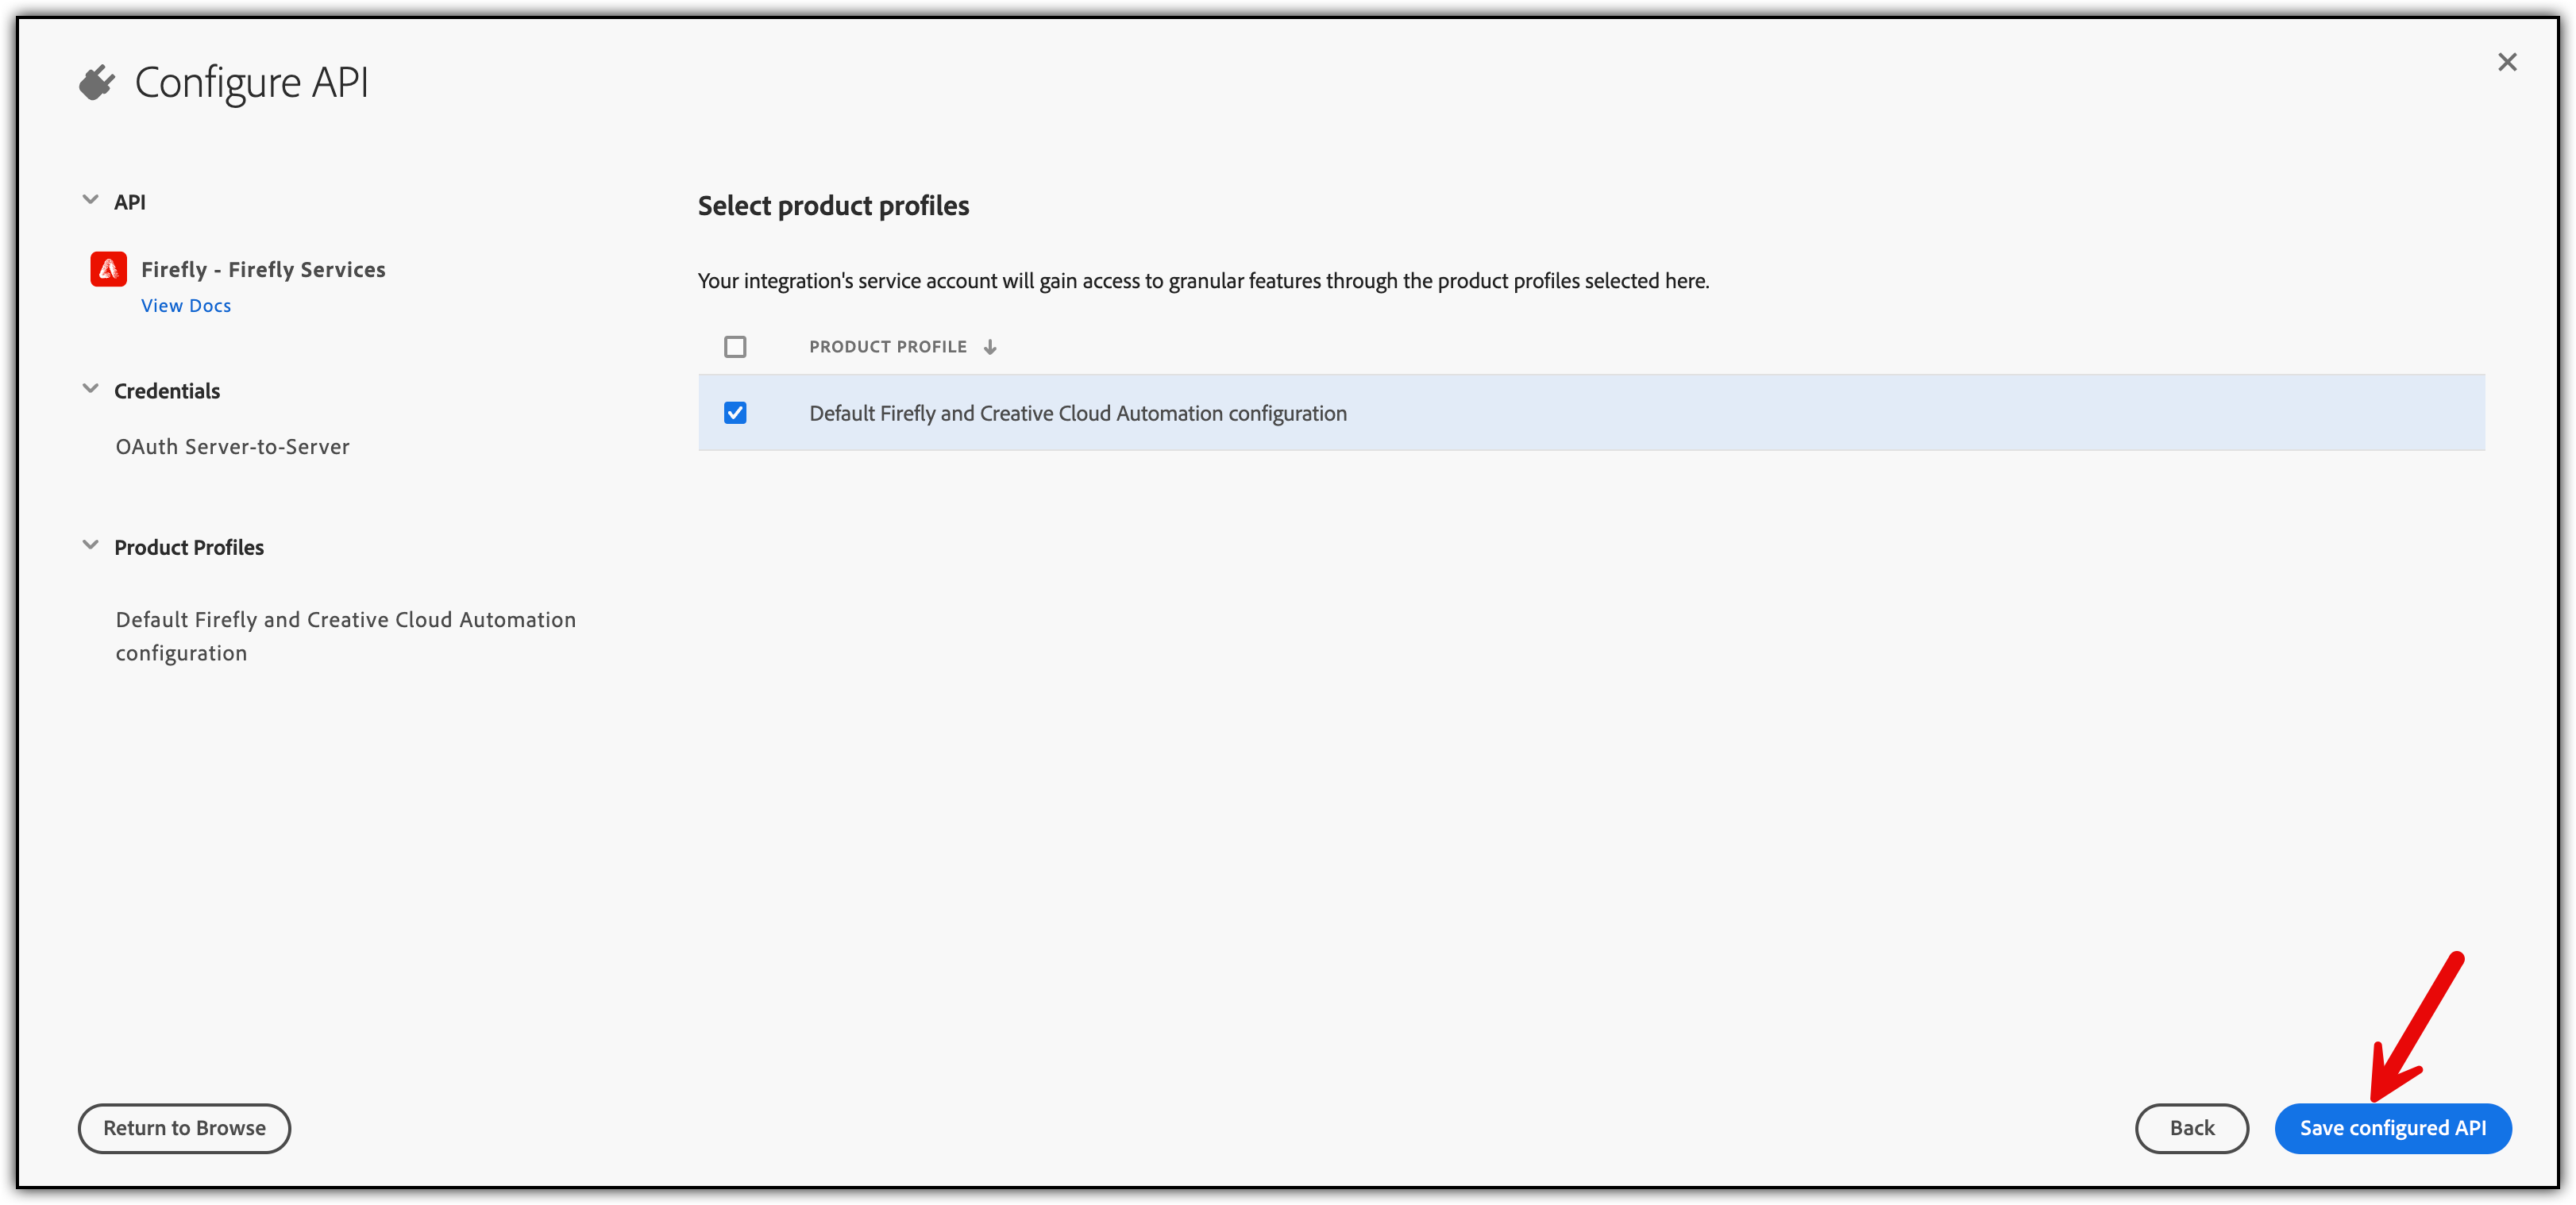 Configure API
API
Firefly - Firefly Services
View Docs
Credentials
OAuth Server-to-Server
Product Profiles
Default Firefly and Creative Cloud Automation
configuration
Select product profiles
Your integration's service account will gain access to granular features through the product profiles selected here.
PRODUCT PROFILE
Default Firefly and Creative Cloud Automation configuration
Return to Browse
Back
Save configured API